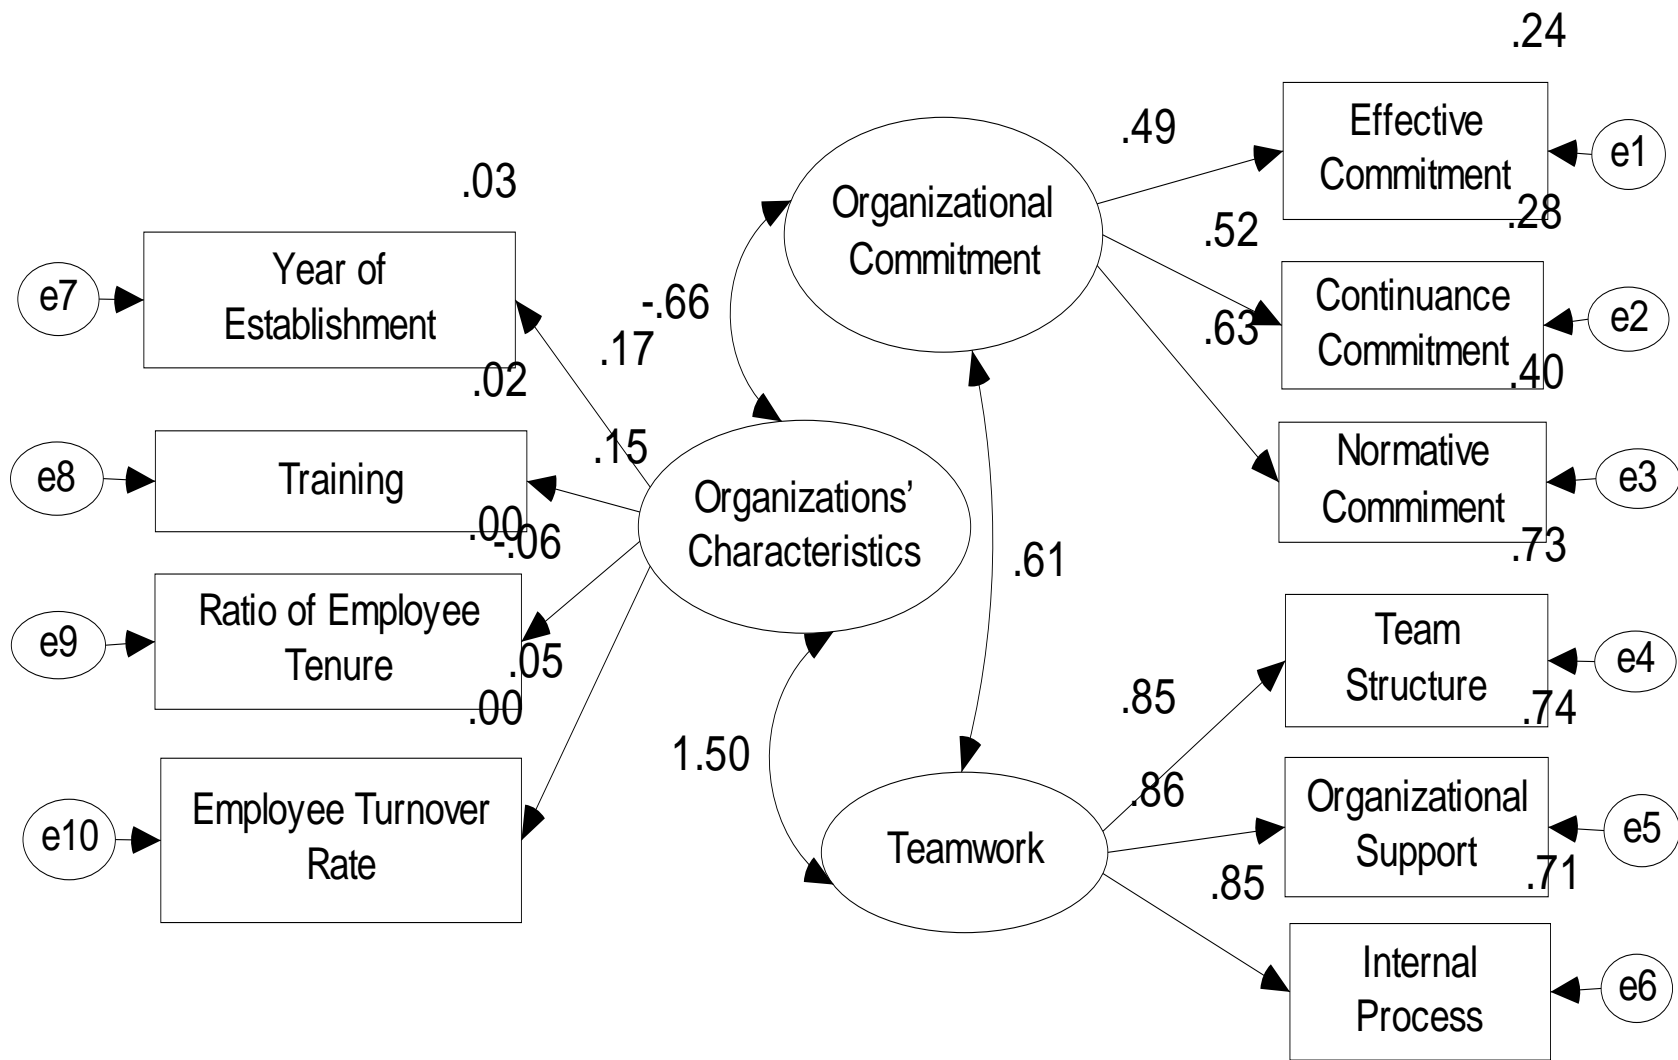 .24
Effective
Commitment
e1
.49
.28
.03
Organizational
Commitment
.52
Year of
Establishment
e7
-.66
.17
Continuance
Commitment
e2
.63
.02
.40
.15
Training
e8
Organizations'
Characteristics
Normative
Commiment
e3
.00
-.06
.61
.73
Ratio of Employee
Tenure
e9
Team
Structure
e4
.05
.00
.85
.74
1.50
.86
Employee Turnover
Rate
e10
Teamwork
Organizational
Support
e5
.85
.71
Internal
Process
e6